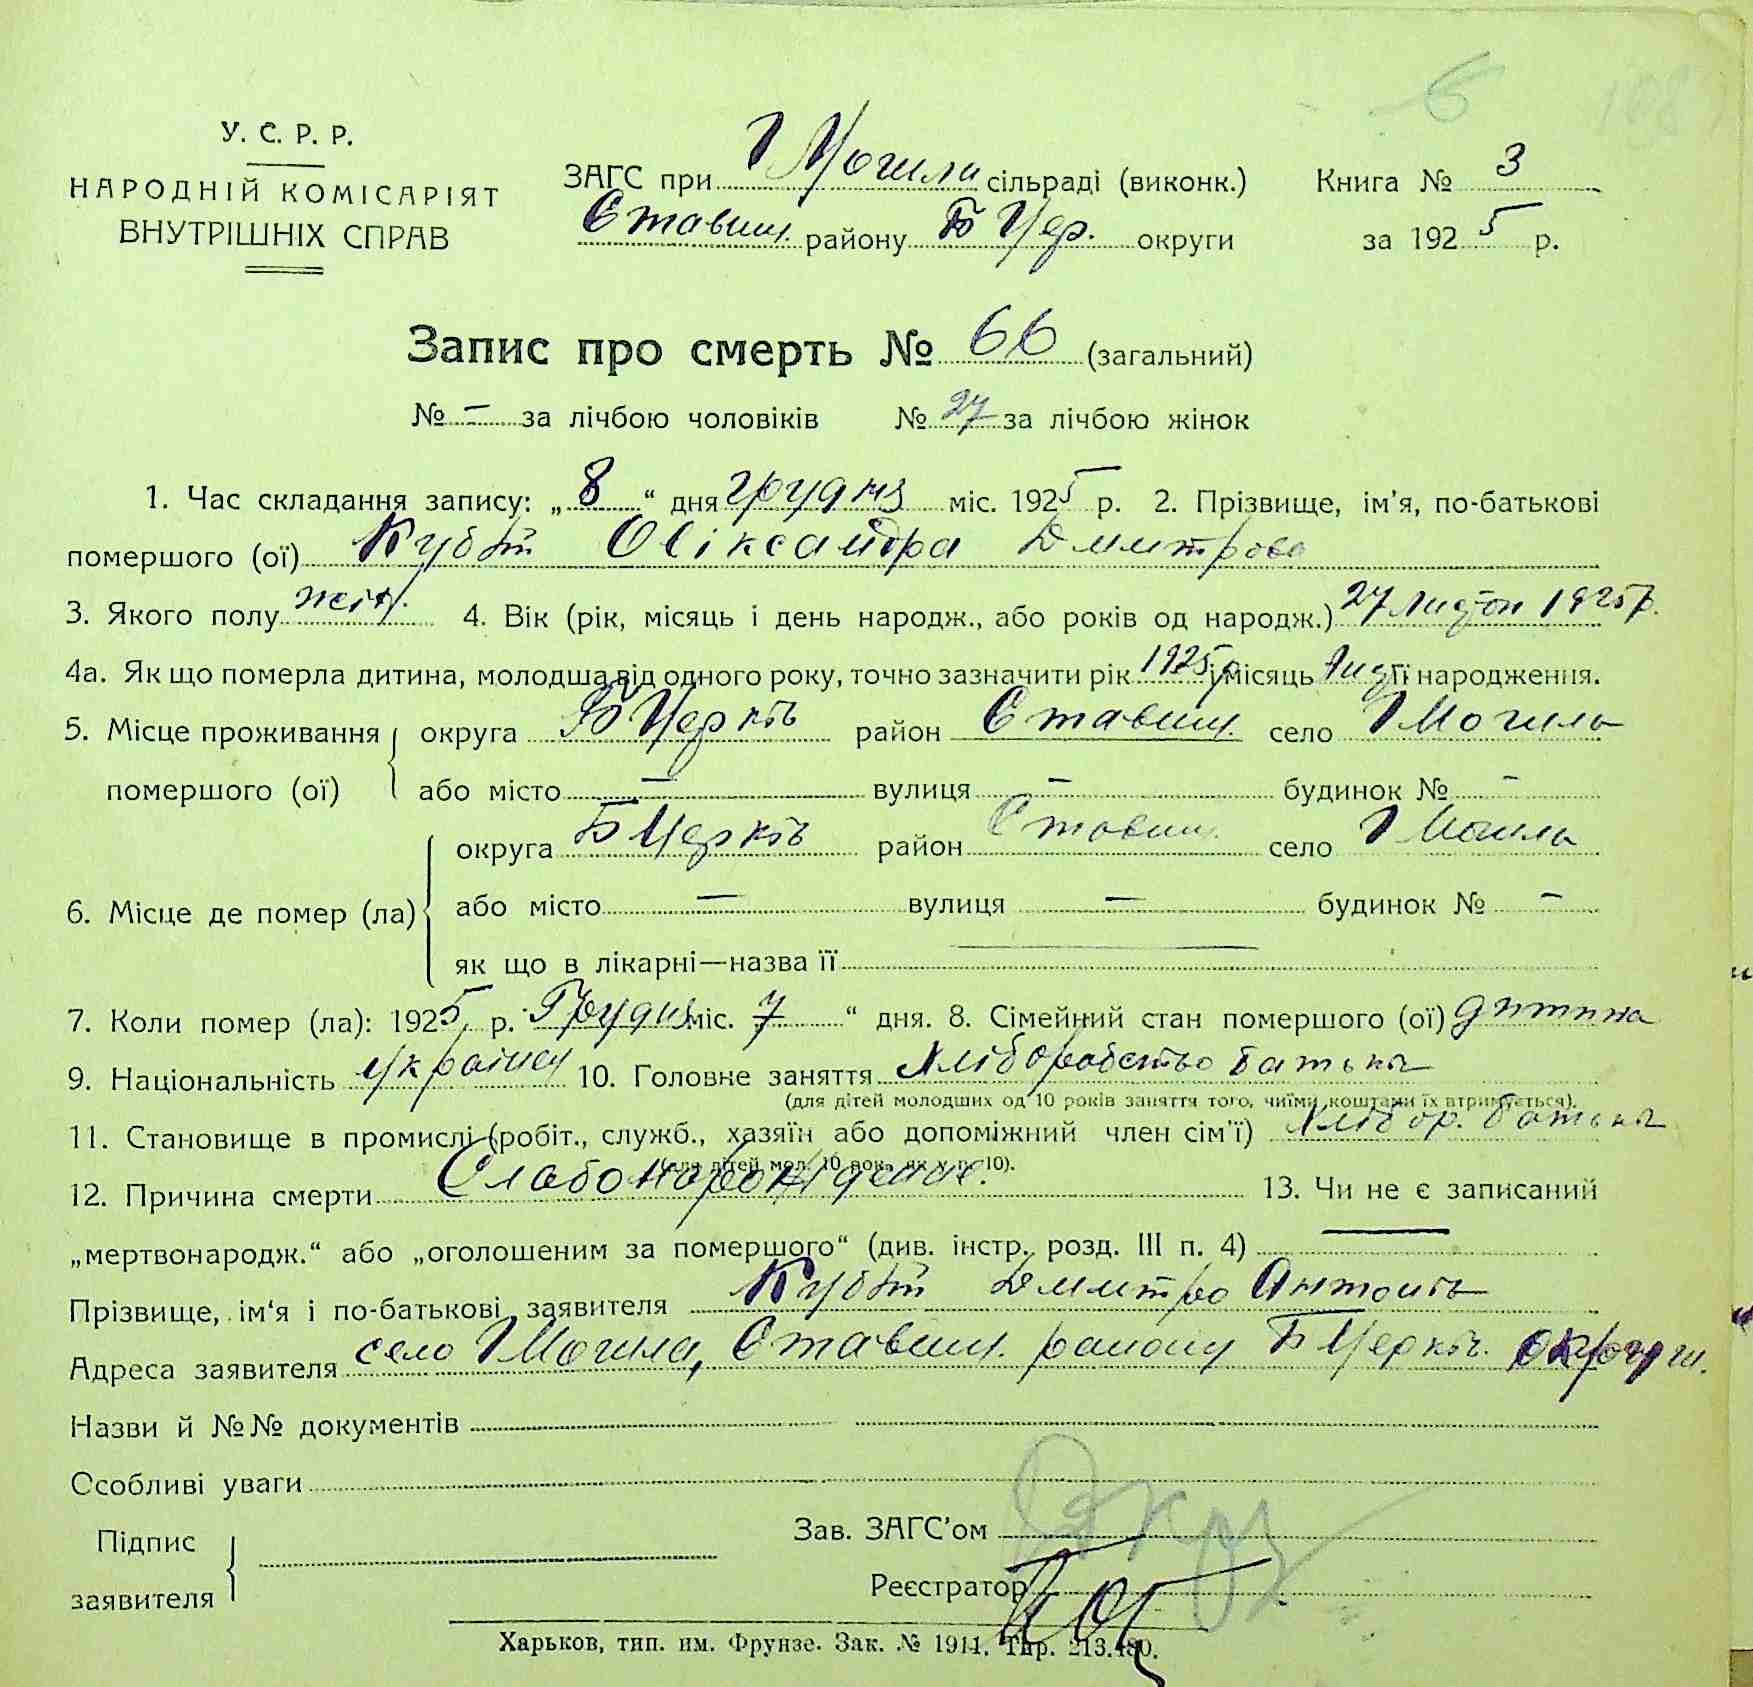 У. С. Р. Р.
НАРОДНІЙ КОМІСАРІЯТ
ВНУТРІШНІХ СПРАВ
ЗАГС при Г Могили сільраді (виконк.) Книга № 3
Ставищ. району Б Цер. округи за 1925 р.
Запис про смерть № 66 (загальний)
№ — за лічбою чоловіків № 27 за лічбою жінок
1. Час складання запису: „8“ дня грудня міс. 1925 р. 2. Прізвище, ім'я, по-батькові
помершого (ої) Олександра Дмитрова
3. Якого полу жін. 4. Вік (рік, місяць і день народж., або років од народж.) 27 1925 р.
4а. Як що померла дитина, молодша від одного року, точно зазначити рік 1925 р і місяць її народження.
5. Місце проживання округа Б Церків район Ставищ. село Г Могили
помершого (ої) або місто — вулиця — будинок № —
округа Б Церків район Ставищ. село Г Могили
6. Місце де помер (ла) або місто — вулиця — будинок № —
як що в лікарні—назва її —
7. Коли помер (ла): 1925 р. Грудня міс. 7 “ дня. 8. Сімейний стан помершого (ої) дитина
9. Національність україн 10. Головне заняття Хліборобство батька
(для дітей молодших од 10 років заняття того, чиїми коштами їх втримується).
11. Становище в промислі (робіт., служб., хазяїн або допоміжний член сім'ї) Хлібор. батька
(для дітей мол. 10 рок. як у п. 10).
12. Причина смерти 13. Чи не є записаний
„мертвонародж.“ або „оголошеним за помершого“ (див. інстр. розд. III п. 4) —
Прізвище, ім'я і по-батькові заявителя Дмитро Антонів
Адреса заявителя село Г Могила, Ставищ. району Б Церків. округи.
Назви й №№ документів
Особливі уваги
Підпис
заявителя
Зав. ЗАГС'ом
Реєстратор
Харьков, тип. им. Фрунзе. Зак. № 1911. Тир. 213.480.